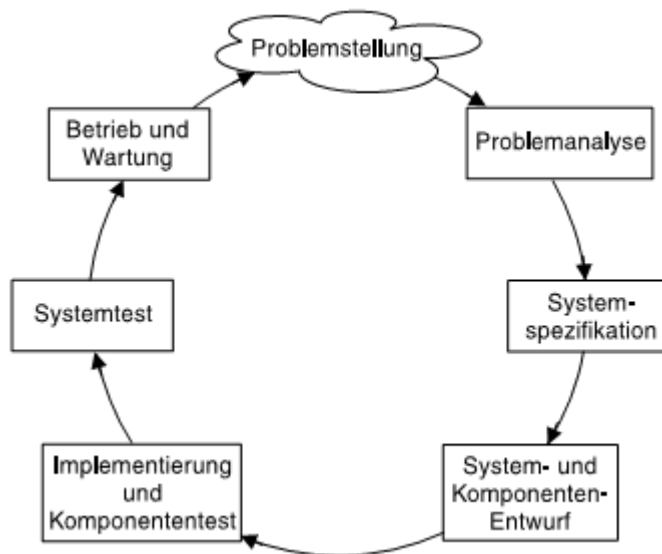 Problemstellung
Problemanalyse
System-
spezifikation
System- und
Komponenten-
Entwurf
Implementierung
und
Komponententest
Systemtest
Betrieb und
Wartung